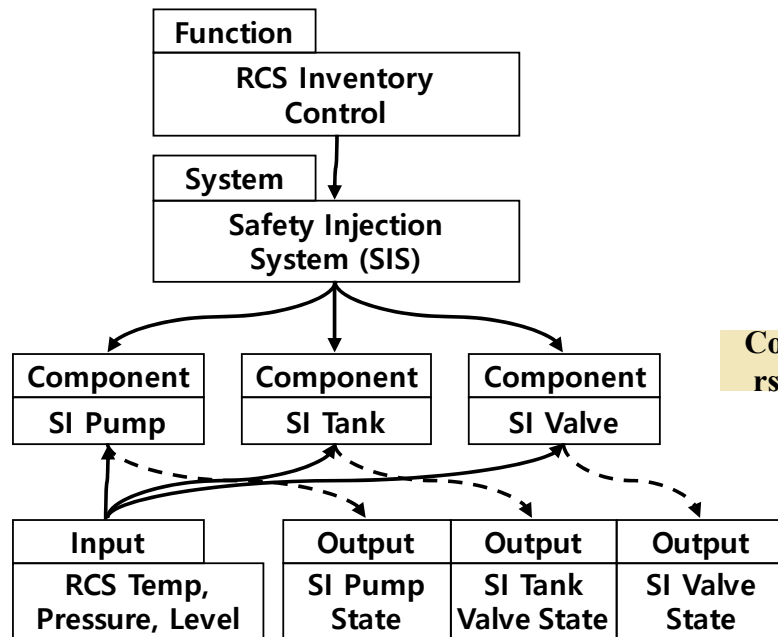 Function
RCS Inventory
Control
System
Safety Injection
System (SIS)
Component
SI Pump
Component
SI Tank
Component
SI Valve
Input
RCS Temp,
Pressure, Level
Output
SI Pump
State
Output
SI Tank
Valve State
Output
SI Valve
State